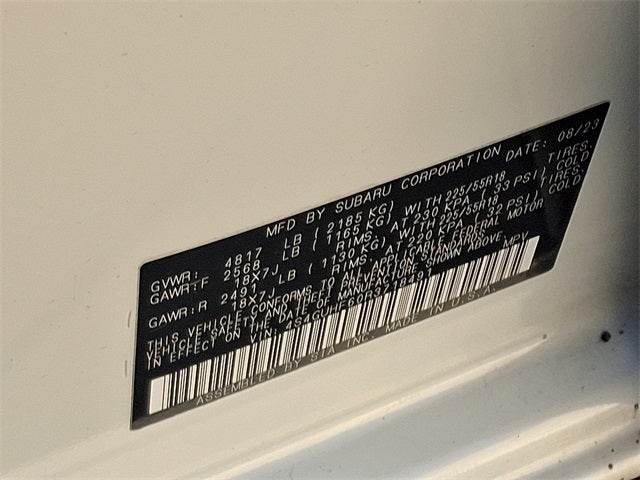 MFD BY SUBARU CORPORATION DATE: 08/23
GVWR: 4817 LB ( 2185 KG)
GAWR:F 2568 LB ( 1165 KG) WITH 225/55R18 TIRES,
18X7J RIMS, AT 230 KPA ( 33 PSI) COLD
GAWR:R 2491 LB ( 1130 KG) WITH 225/55R18 TIRES,
18X7J RIMS, AT 220 KPA ( 32 PSI) COLD
THIS VEHICLE CONFORMS TO ALL APPLICABLE FEDERAL MOTOR
VEHICLE SAFETY AND THEFT PREVENTION STANDARDS
IN EFFECT ON THE DATE OF MANUFACTURE SHOWN ABOVE.
VIN: MPV
ASSEMBLED BY SIA, INC. MADE IN U.S.A.